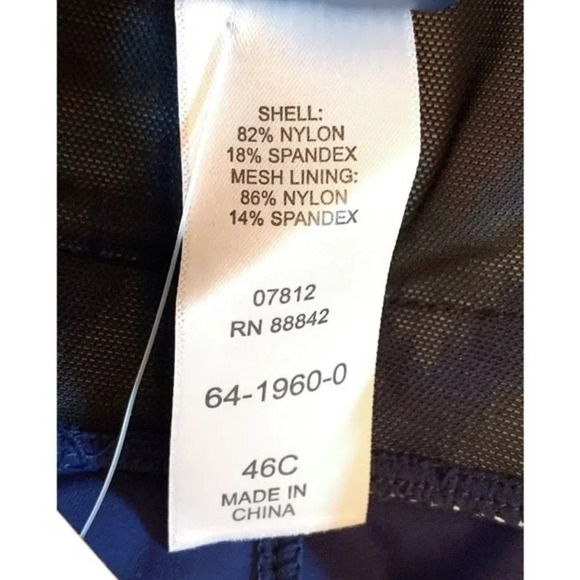 SHELL:
82% NYLON
18% SPANDEX
MESH LINING:
86% NYLON
14% SPANDEX
07812
RN 88842
64-1960-0
46C
MADE IN
CHINA